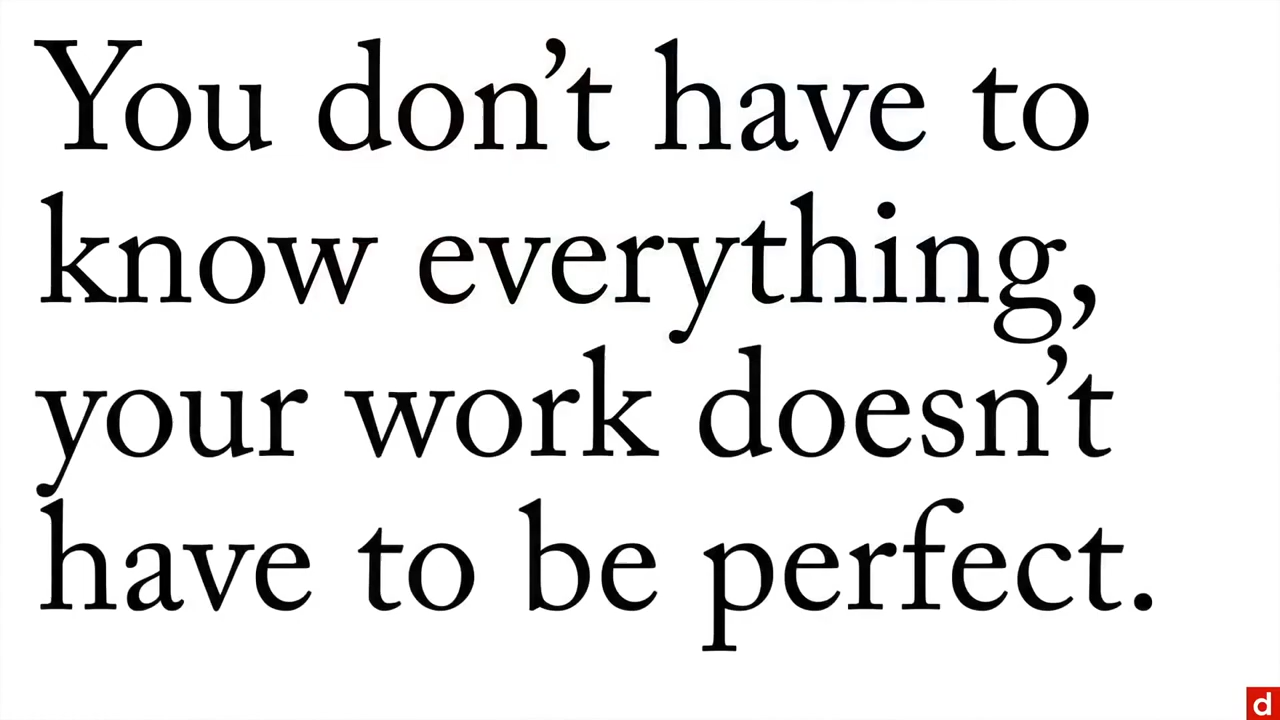 You don’t have to
know everything,
your work doesn’t
have to be perfect.
d